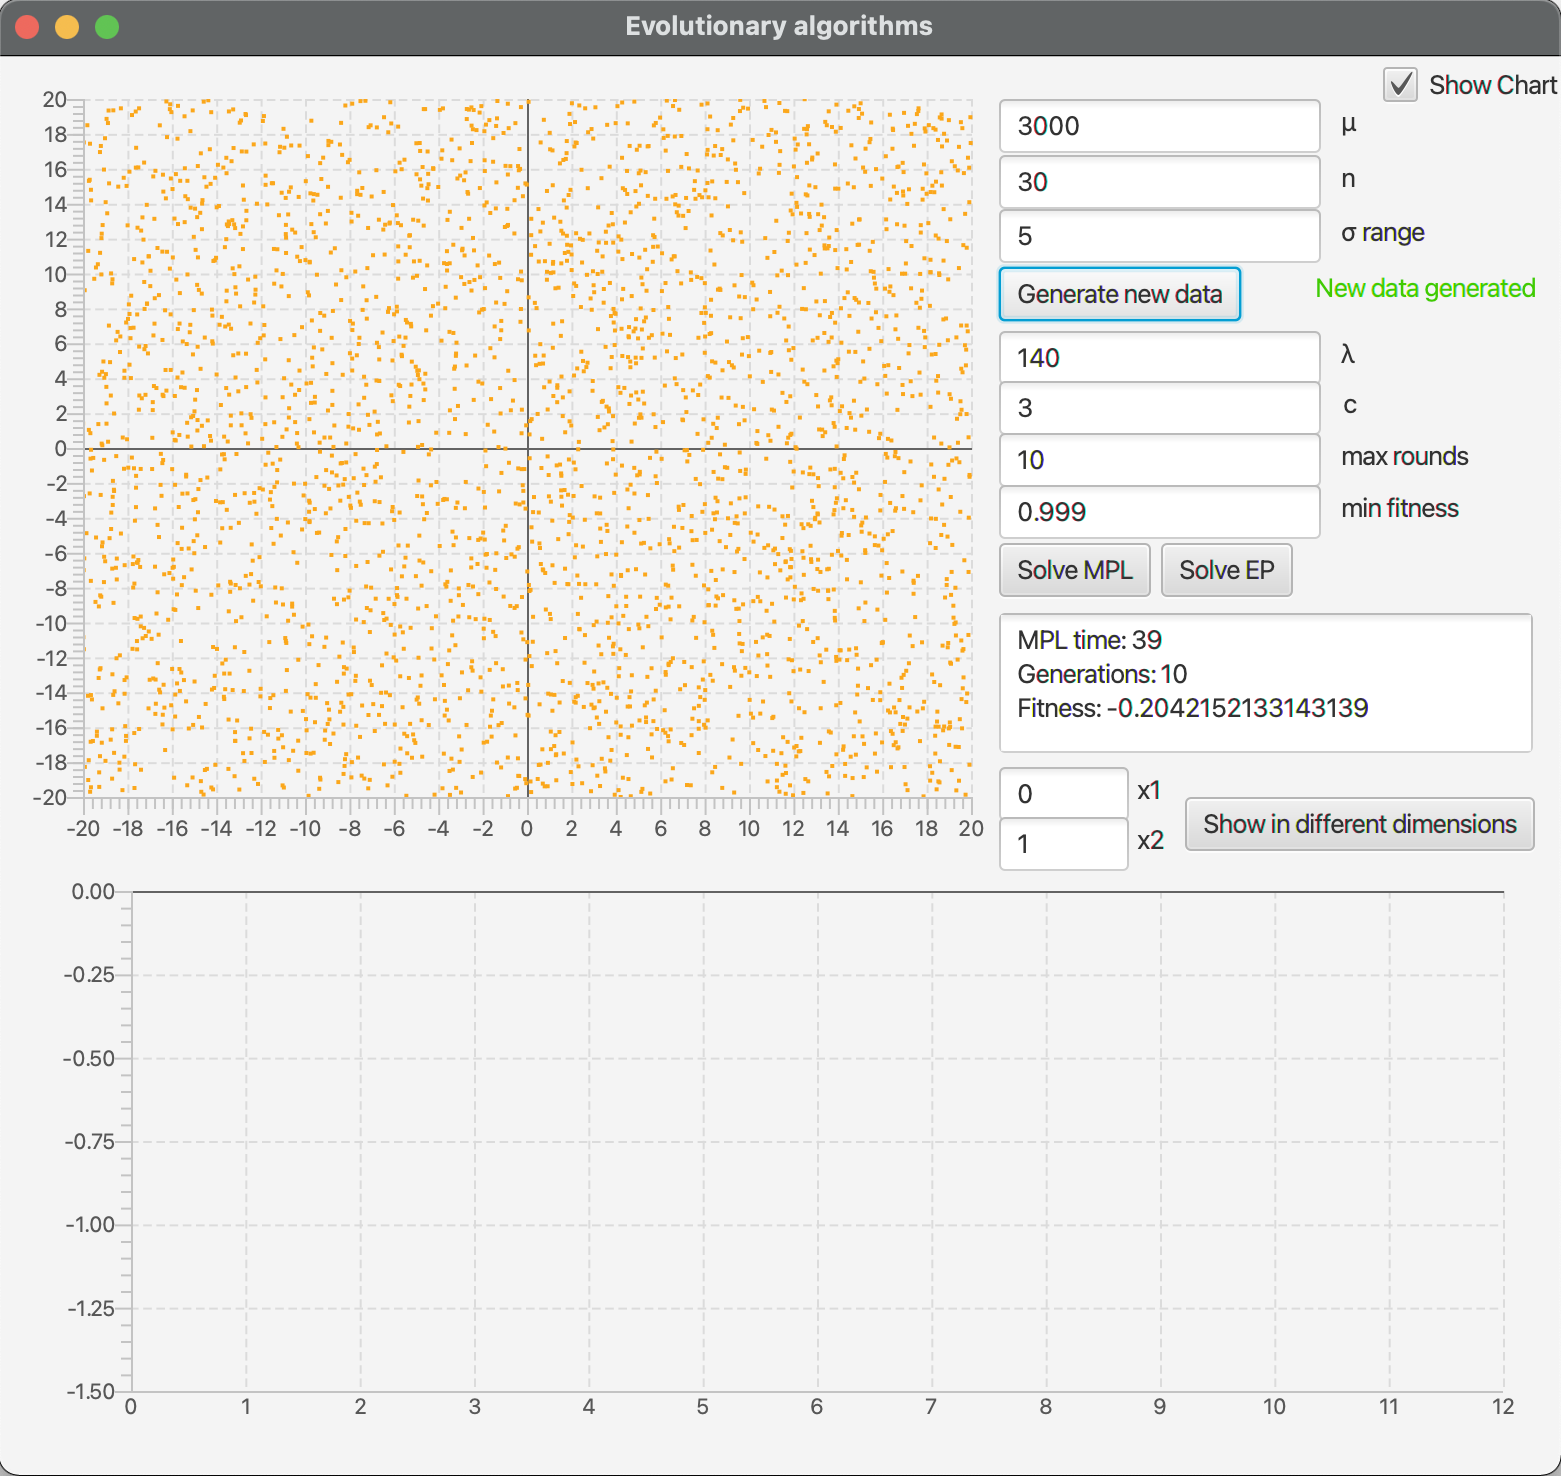 Evolutionary algorithms
Show Chart
3000 μ
30 n
5 σ range
Generate new data New data generated
140 λ
3 c
10 max rounds
0.999 min fitness
Solve MPL Solve EP
MPL time: 39
Generations: 10
Fitness: -0.2042152133143139
0 x1
1 x2
Show in different dimensions
20
18
16
14
12
10
8
6
4
2
0
-2
-4
-6
-8
-10
-12
-14
-16
-18
-20
-20 -18 -16 -14 -12 -10 -8 -6 -4 -2 0 2 4 6 8 10 12 14 16 18 20
0.00
-0.25
-0.50
-0.75
-1.00
-1.25
-1.50
0 1 2 3 4 5 6 7 8 9 10 11 12